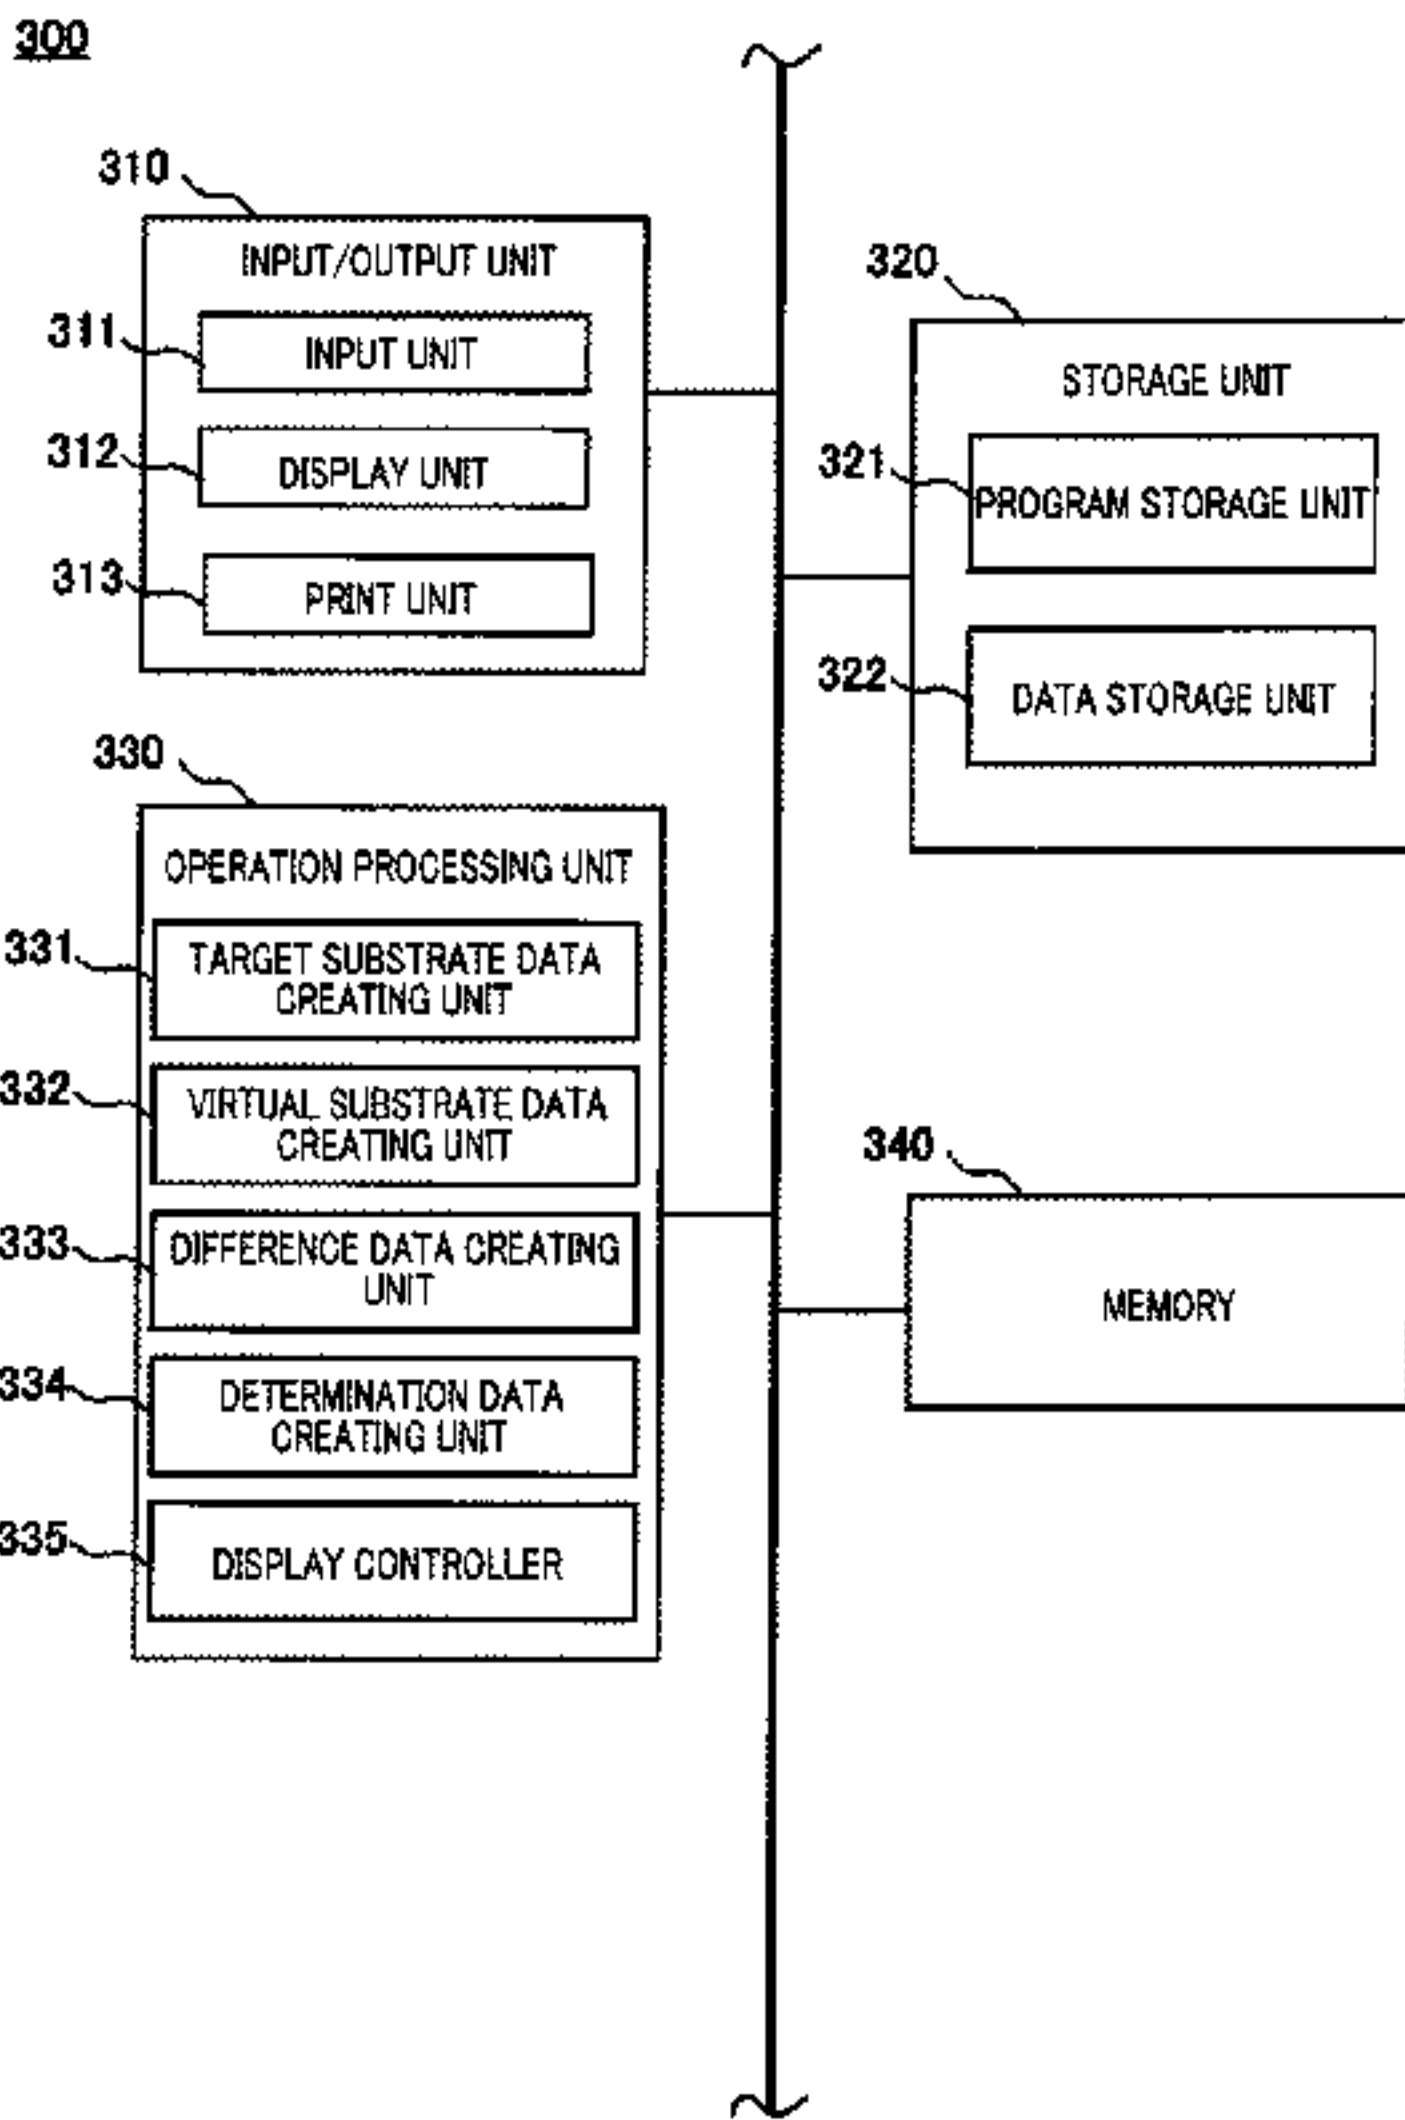 300
310
INPUT/OUTPUT UNIT
311
INPUT UNIT
312
DISPLAY UNIT
313
PRINT UNIT
320
STORAGE UNIT
321
PROGRAM STORAGE UNIT
322
DATA STORAGE UNIT
330
OPERATION PROCESSING UNIT
331
TARGET SUBSTRATE DATA
CREATING UNIT
332
VIRTUAL SUBSTRATE DATA
CREATING UNIT
333
DIFFERENCE DATA CREATING
UNIT
334
DETERMINATION DATA
CREATING UNIT
335
DISPLAY CONTROLLER
340
MEMORY